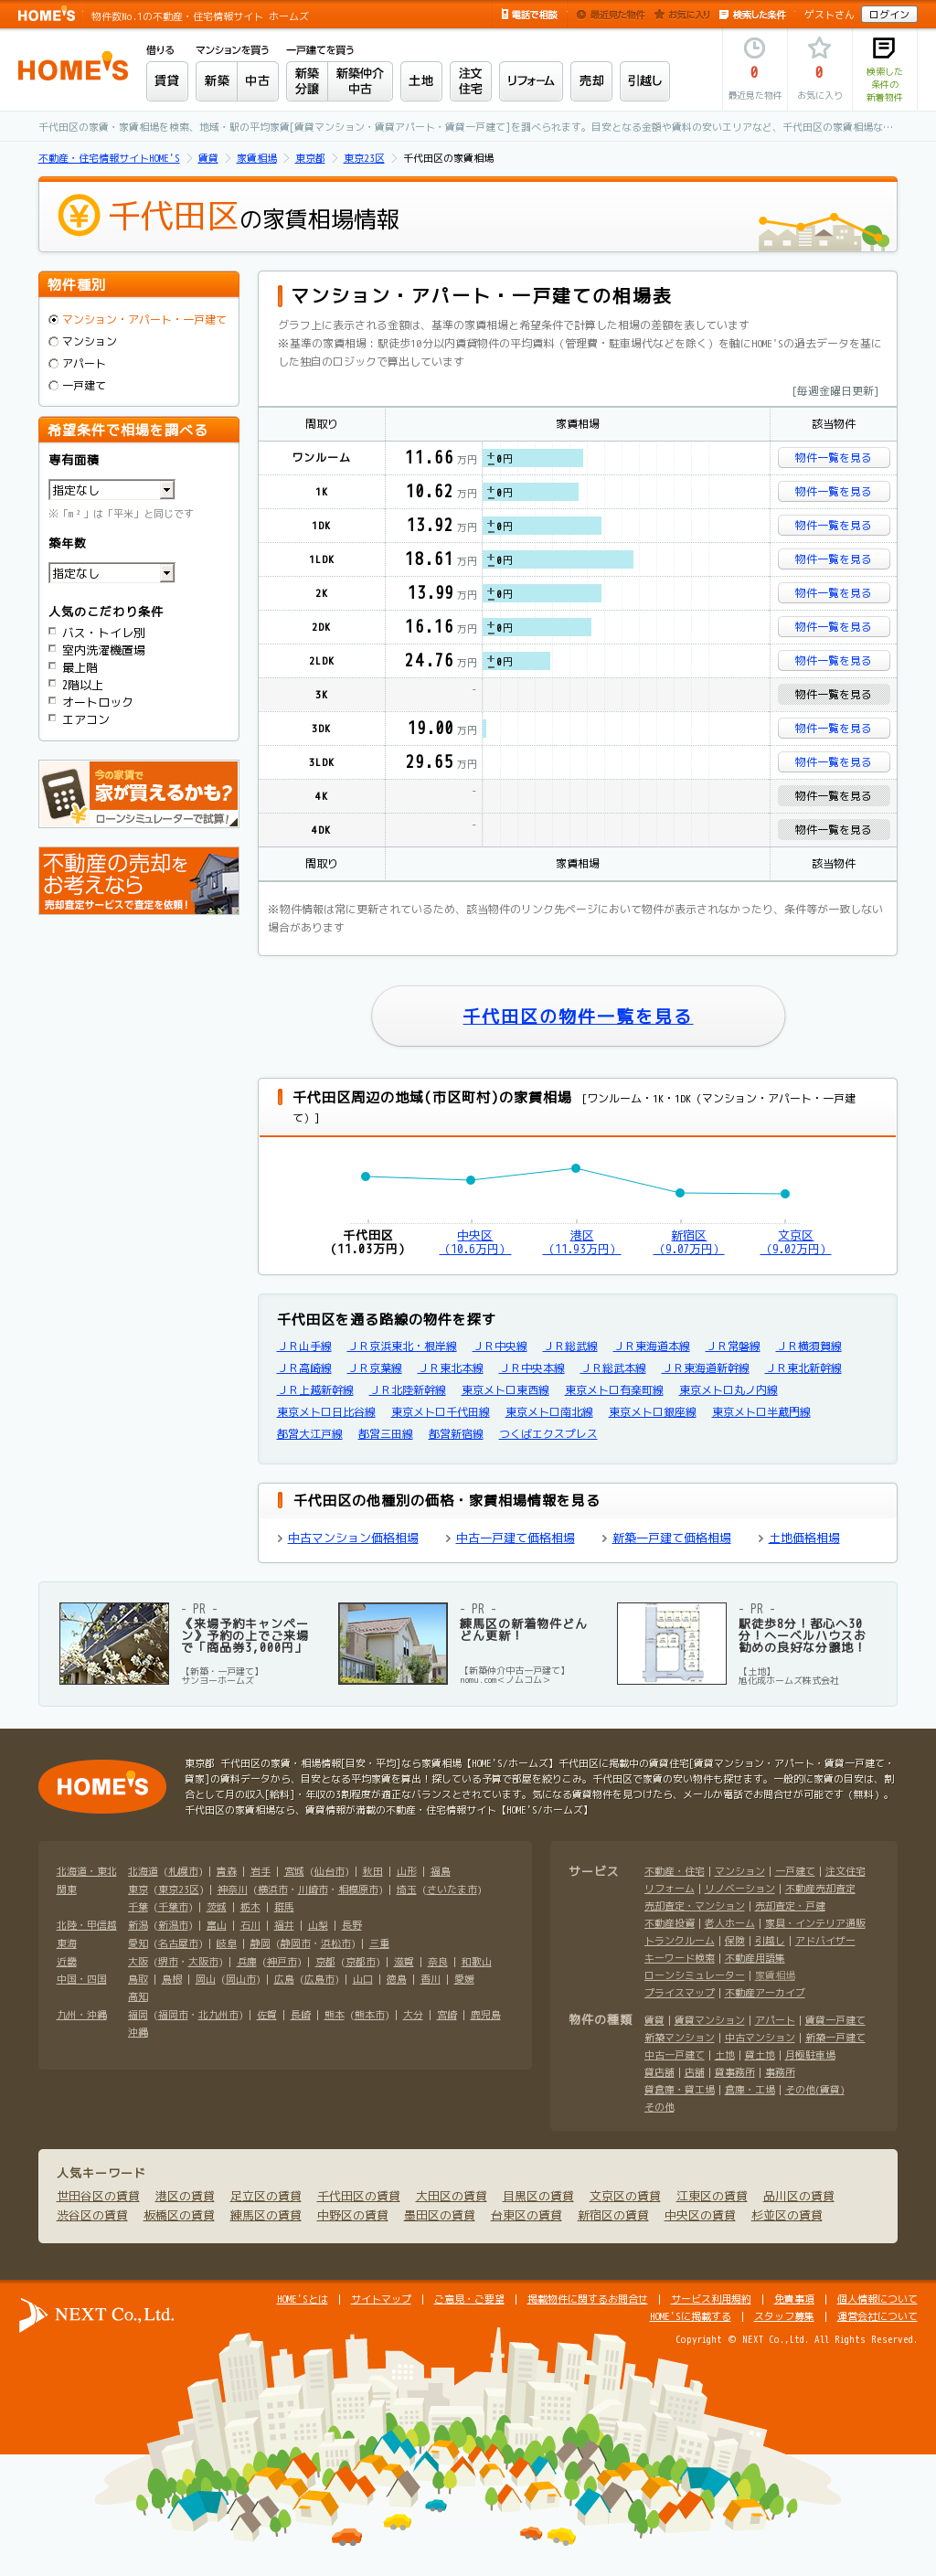 HOME'S 物件数No.1の不動産・住宅情報サイト ホームズ
電話で相談 最近見た物件 お気に入り 検索した条件 ゲストさん ログイン
HOME'S
借りる マンションを買う 一戸建てを買う
賃貸 新築 中古 新築分譲 新築仲介中古 土地 注文住宅 リフォーム 売却 引越し
0 最近見た物件
0 お気に入り
検索した条件の新着物件
千代田区の家賃・家賃相場を検索、地域・駅の平均家賃[賃貸マンション・賃貸アパート・賃貸一戸建て]を調べられます。目安となる金額や賃料の安いエリアなど、千代田区の家賃相場な…
不動産・住宅情報サイトHOME'S > 賃貸 > 家賃相場 > 東京都 > 東京23区 > 千代田区の家賃相場
千代田区の家賃相場情報
物件種別
マンション・アパート・一戸建て
マンション
アパート
一戸建て
希望条件で相場を調べる
専有面積
指定なし
※「m²」は「平米」と同じです
築年数
指定なし
人気のこだわり条件
バス・トイレ別
室内洗濯機置場
最上階
2階以上
オートロック
エアコン
今の家賃で
家が買えるかも?
ローンシミュレーターで試算!
不動産の売却を
お考えなら
売却査定サービスで査定を依頼!
マンション・アパート・一戸建ての相場表
グラフ上に表示される金額は、基準の家賃相場と希望条件で計算した相場の差額を表しています
※基準の家賃相場：駅徒歩10分以内賃貸物件の平均賃料（管理費・駐車場代などを除く）を軸にHOME'Sの過去データを基に
した独自のロジックで算出しています
[毎週金曜日更新]
間取り 家賃相場 該当物件
ワンルーム 11.66万円 ±0円 物件一覧を見る
1K 10.62万円 ±0円 物件一覧を見る
1DK 13.92万円 ±0円 物件一覧を見る
1LDK 18.61万円 ±0円 物件一覧を見る
2K 13.99万円 ±0円 物件一覧を見る
2DK 16.16万円 ±0円 物件一覧を見る
2LDK 24.76万円 ±0円 物件一覧を見る
3K - 物件一覧を見る
3DK 19.00万円 物件一覧を見る
3LDK 29.65万円 物件一覧を見る
4K - 物件一覧を見る
4DK - 物件一覧を見る
間取り 家賃相場 該当物件
※物件情報は常に更新されているため、該当物件のリンク先ページにおいて物件が表示されなかったり、条件等が一致しない
場合があります
千代田区の物件一覧を見る
千代田区周辺の地域(市区町村)の家賃相場 [ワンルーム・1K・1DK（マンション・アパート・一戸建
て）]
千代田区 中央区 港区 新宿区 文京区
(11.03万円) （10.6万円） （11.93万円） （9.07万円） （9.02万円）
千代田区を通る路線の物件を探す
ＪＲ山手線 ＪＲ京浜東北・根岸線 ＪＲ中央線 ＪＲ総武線 ＪＲ東海道本線 ＪＲ常磐線 ＪＲ横須賀線
ＪＲ高崎線 ＪＲ京葉線 ＪＲ東北本線 ＪＲ中央本線 ＪＲ総武本線 ＪＲ東海道新幹線 ＪＲ東北新幹線
ＪＲ上越新幹線 ＪＲ北陸新幹線 東京メトロ東西線 東京メトロ有楽町線 東京メトロ丸ノ内線
東京メトロ日比谷線 東京メトロ千代田線 東京メトロ南北線 東京メトロ銀座線 東京メトロ半蔵門線
都営大江戸線 都営三田線 都営新宿線 つくばエクスプレス
千代田区の他種別の価格・家賃相場情報を見る
中古マンション価格相場 中古一戸建て価格相場 新築一戸建て価格相場 土地価格相場
- PR -
《来場予約キャンペー
ン》予約の上でご来場
で「商品券3,000円」
【新築・一戸建て】
サンヨーホームズ
- PR -
練馬区の新着物件どん
どん更新！
【新築仲介中古一戸建て】
nomu.com＜ノムコム＞
- PR -
駅徒歩8分！都心へ30
分！ヘーベルハウスお
勧めの良好な分譲地！
【土地】
旭化成ホームズ株式会社
HOME'S
東京都 千代田区の家賃・相場情報[目安・平均]なら家賃相場【HOME'S/ホームズ】千代田区に掲載中の賃貸住宅[賃貸マンション・アパート・賃貸一戸建て・
貸家]の賃料データから、目安となる平均家賃を算出！探している予算で部屋を絞りこみ。千代田区で家賃の安い物件も探せます。一般的に家賃の目安は、割
合として月の収入[給料]・年収の3割程度が適正なバランスとされています。気になる賃貸物件を見つけたら、メールか電話でお問合せが可能です（無料）。
千代田区の家賃相場なら、賃貸情報が満載の不動産・住宅情報サイト【HOME'S/ホームズ】
北海道・東北 北海道（札幌市）| 青森 | 岩手 | 宮城（仙台市）| 秋田 | 山形 | 福島
関東 東京（東京23区）| 神奈川（横浜市・川崎市・相模原市）| 埼玉（さいたま市）
千葉（千葉市）| 茨城 | 栃木 | 群馬
北陸・甲信越 新潟（新潟市）| 富山 | 石川 | 福井 | 山梨 | 長野
東海 愛知（名古屋市）| 岐阜 | 静岡（静岡市・浜松市）| 三重
近畿 大阪（堺市・大阪市）| 兵庫（神戸市）| 京都（京都市）| 滋賀 | 奈良 | 和歌山
中国・四国 鳥取 | 島根 | 岡山（岡山市）| 広島（広島市）| 山口 | 徳島 | 香川 | 愛媛
高知
九州・沖縄 福岡（福岡市・北九州市）| 佐賀 | 長崎 | 熊本（熊本市）| 大分 | 宮崎 | 鹿児島
沖縄
サービス 不動産・住宅 | マンション | 一戸建て | 注文住宅
リフォーム | リノベーション | 不動産売却査定
売却査定・マンション | 売却査定・戸建
不動産投資 | 老人ホーム | 家具・インテリア通販
トランクルーム | 保険 | 引越し | アドバイザー
キーワード検索 | 不動産用語集
ローンシミュレーター | 家賃相場
プライスマップ | 不動産アーカイブ
物件の種類 賃貸 | 賃貸マンション | アパート | 賃貸一戸建て
新築マンション | 中古マンション | 新築一戸建て
中古一戸建て | 土地 | 貸土地 | 月極駐車場
貸店舗 | 店舗 | 貸事務所 | 事務所
貸倉庫・貸工場 | 倉庫・工場 | その他(賃貸)
その他
人気キーワード
世田谷区の賃貸 港区の賃貸 足立区の賃貸 千代田区の賃貸 大田区の賃貸 目黒区の賃貸 文京区の賃貸 江東区の賃貸 品川区の賃貸
渋谷区の賃貸 板橋区の賃貸 練馬区の賃貸 中野区の賃貸 墨田区の賃貸 台東区の賃貸 新宿区の賃貸 中央区の賃貸 杉並区の賃貸
NEXT Co.,Ltd.
HOME'Sとは | サイトマップ | ご意見・ご要望 | 掲載物件に関するお問合せ | サービス利用規約 | 免責事項 | 個人情報について
HOME'Sに掲載する | スタッフ募集 | 運営会社について
Copyright © NEXT Co.,Ltd. All Rights Reserved.